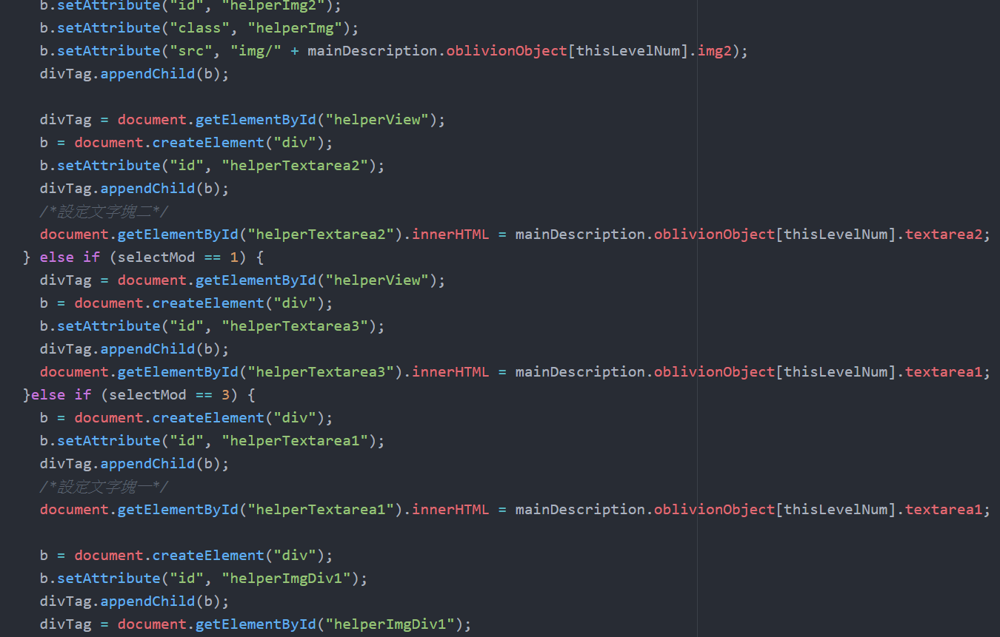 b.setAttribute("id", "helperImg2");
b.setAttribute("class", "helperImg");
b.setAttribute("src", "img/" + mainDescription.oblivionObject[thisLevelNum].img2);
divTag.appendChild(b);
divTag = document.getElementById("helperView");
b = document.createElement("div");
b.setAttribute("id", "helperTextarea2");
divTag.appendChild(b);
/*設定文字塊二*/
document.getElementById("helperTextarea2").innerHTML = mainDescription.oblivionObject[thisLevelNum].textarea2;
} else if (selectMod == 1) {
divTag = document.getElementById("helperView");
b = document.createElement("div");
b.setAttribute("id", "helperTextarea3");
divTag.appendChild(b);
document.getElementById("helperTextarea3").innerHTML = mainDescription.oblivionObject[thisLevelNum].textarea1;
}else if (selectMod == 3) {
b = document.createElement("div");
b.setAttribute("id", "helperTextarea1");
divTag.appendChild(b);
/*設定文字塊一*/
document.getElementById("helperTextarea1").innerHTML = mainDescription.oblivionObject[thisLevelNum].textarea1;
b = document.createElement("div");
b.setAttribute("id", "helperImgDiv1");
divTag.appendChild(b);
divTag = document.getElementById("helperImgDiv1");